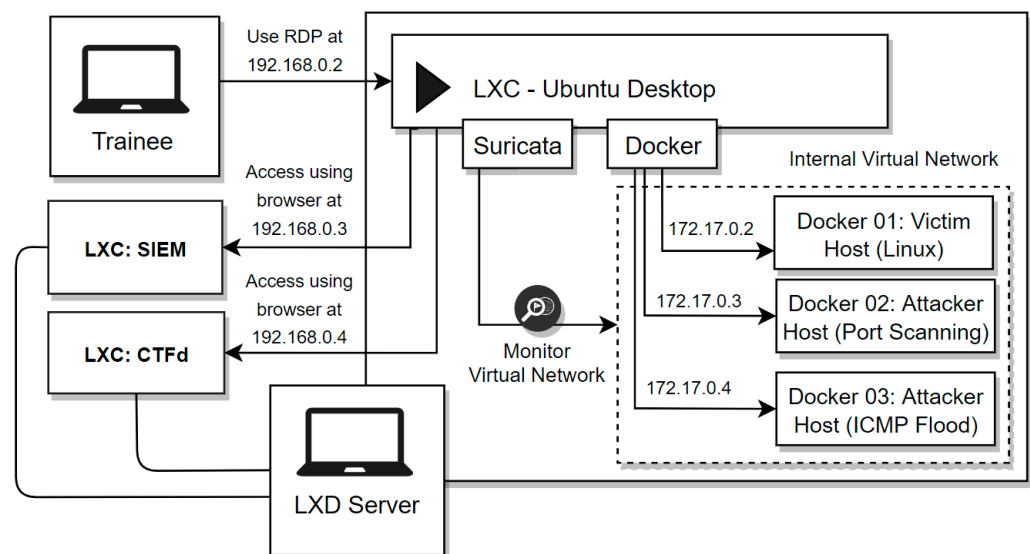 Use RDP at
192.168.0.2
Trainee
LXC - Ubuntu Desktop
Suricata
Docker
Access using
browser at
192.168.0.3
LXC: SIEM
Access using
browser at
192.168.0.4
LXC: CTFd
Internal Virtual Network
172.17.0.2
Docker 01: Victim
Host (Linux)
172.17.0.3
Docker 02: Attacker
Host (Port Scanning)
172.17.0.4
Docker 03: Attacker
Host (ICMP Flood)
Monitor
Virtual Network
LXD Server